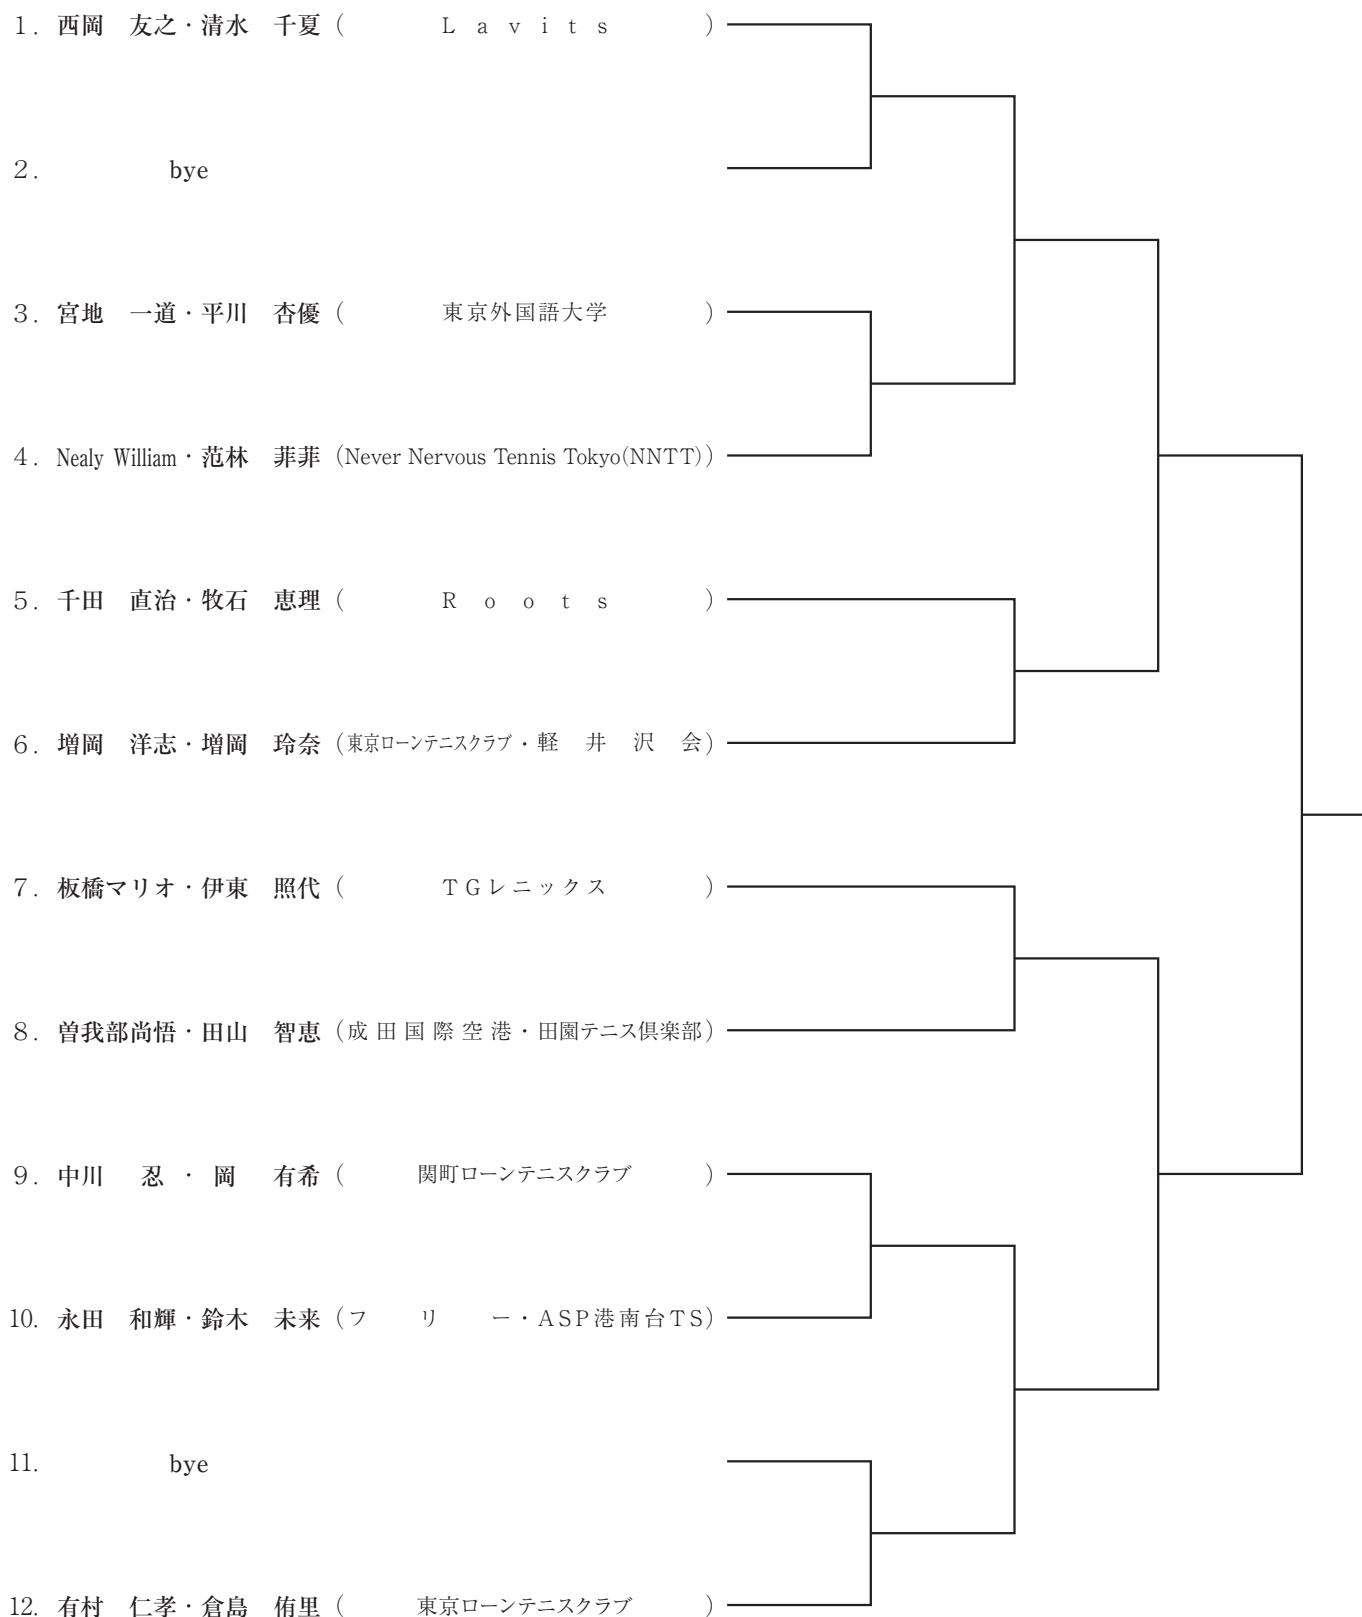 1. 西岡 友之・清水 千夏 ( Lavits )
2. bye
3. 宮地 一道・平川 杏優 ( 東京外国語大学 )
4. Nealy William・范林 菲菲 (Never Nervous Tennis Tokyo(NNTT))
5. 千田 直治・牧石 恵理 ( Roots )
6. 増岡 洋志・増岡 玲奈 (東京ローンテニスクラブ・軽井沢会)
7. 板橋マリオ・伊東 照代 ( TGレニックス )
8. 曽我部尚悟・田山 智恵 (成田国際空港・田園テニス倶楽部)
9. 中川 忍・岡 有希 ( 関町ローンテニスクラブ )
10. 永田 和輝・鈴木 未来 (フリー・ASP港南台TS)
11. bye
12. 有村 仁孝・倉島 侑里 ( 東京ローンテニスクラブ )